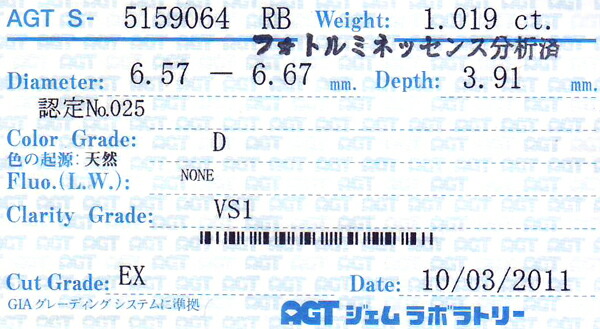 AGT S- 5159064 RB Weight: 1.019 ct.
フォトルミネッセンス分析済
Diameter: 6.57 － 6.67 mm. Depth: 3.91 mm.
認定No.025
Color Grade: D
色の起源: 天然
Fluo.(L.W.): NONE
Clarity Grade: VS1
Cut Grade: EX Date: 10/03/2011
GIAグレーディングシステムに準拠
AGT ジェム ラボラトリー